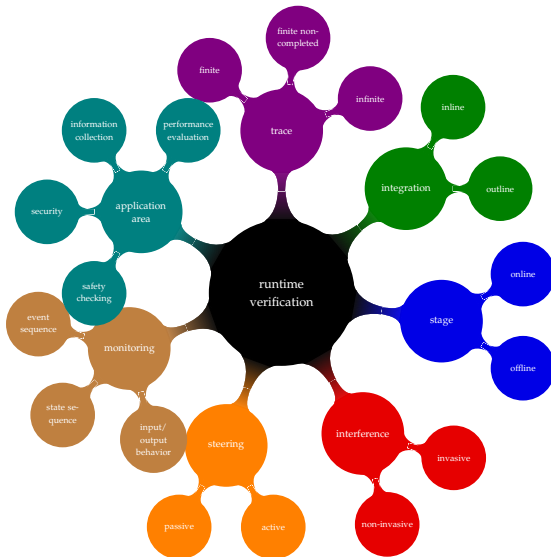 finite non-
completed
finite
infinite
trace
information
collection
performance
evaluation
security
application
area
safety
checking
inline
integration
outline
runtime
verification
online
stage
offline
event
sequence
monitoring
state se-
quence
input/
output
behavior
steering
passive
active
interference
invasive
non-invasive